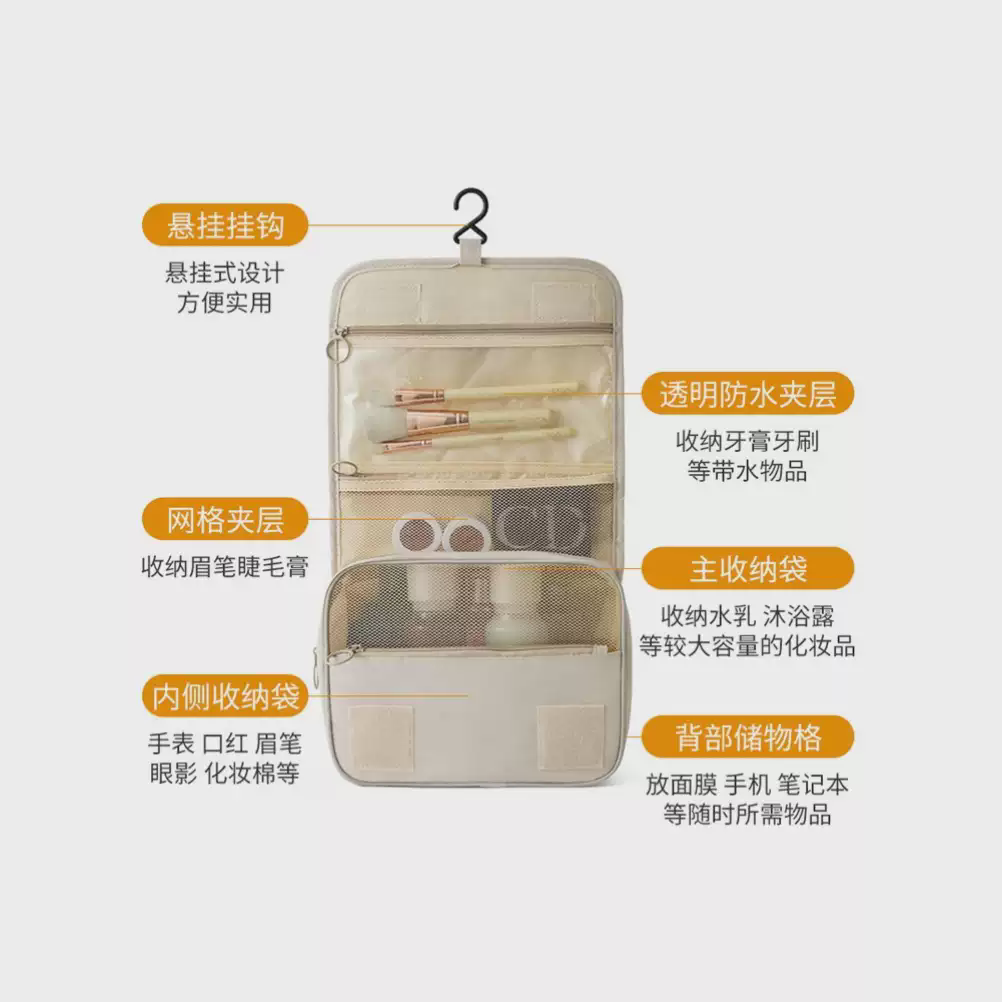 悬挂挂钩
悬挂式设计
方便实用
透明防水夹层
收纳牙膏牙刷
等带水物品
网格夹层
收纳眉笔睫毛膏
CD
主收纳袋
收纳水乳 沐浴露
等较大容量的化妆品
内侧收纳袋
手表 口红 眉笔
眼影 化妆棉等
背部储物格
放面膜 手机 笔记本
等随时所需物品